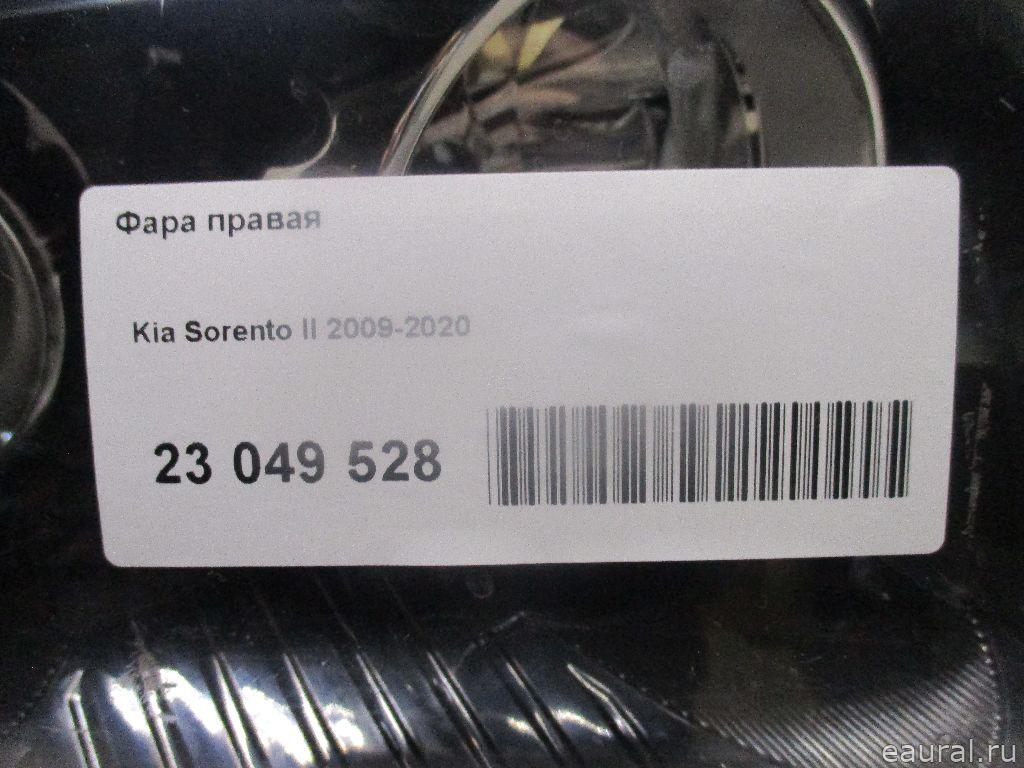 Фара правая
Kia Sorento II 2009-2020
23 049 528
eaural.ru